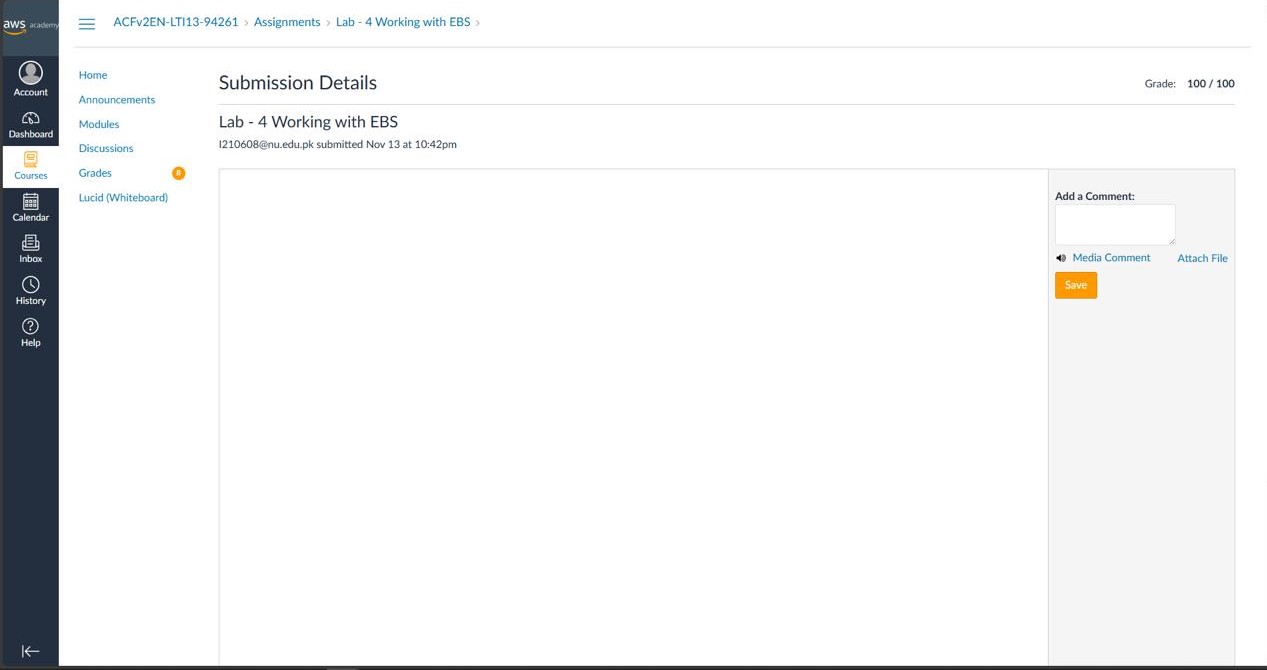 aws academy
ACFv2EN-LTI13-94261 › Assignments › Lab - 4 Working with EBS ›
Account
Dashboard
Courses
Calendar
Inbox
History
Help
Home
Announcements
Modules
Discussions
Grades 8
Lucid (Whiteboard)
Submission Details
Grade: 100 / 100
Lab - 4 Working with EBS
I210608@nu.edu.pk submitted Nov 13 at 10:42pm
Add a Comment:
Media Comment Attach File
Save